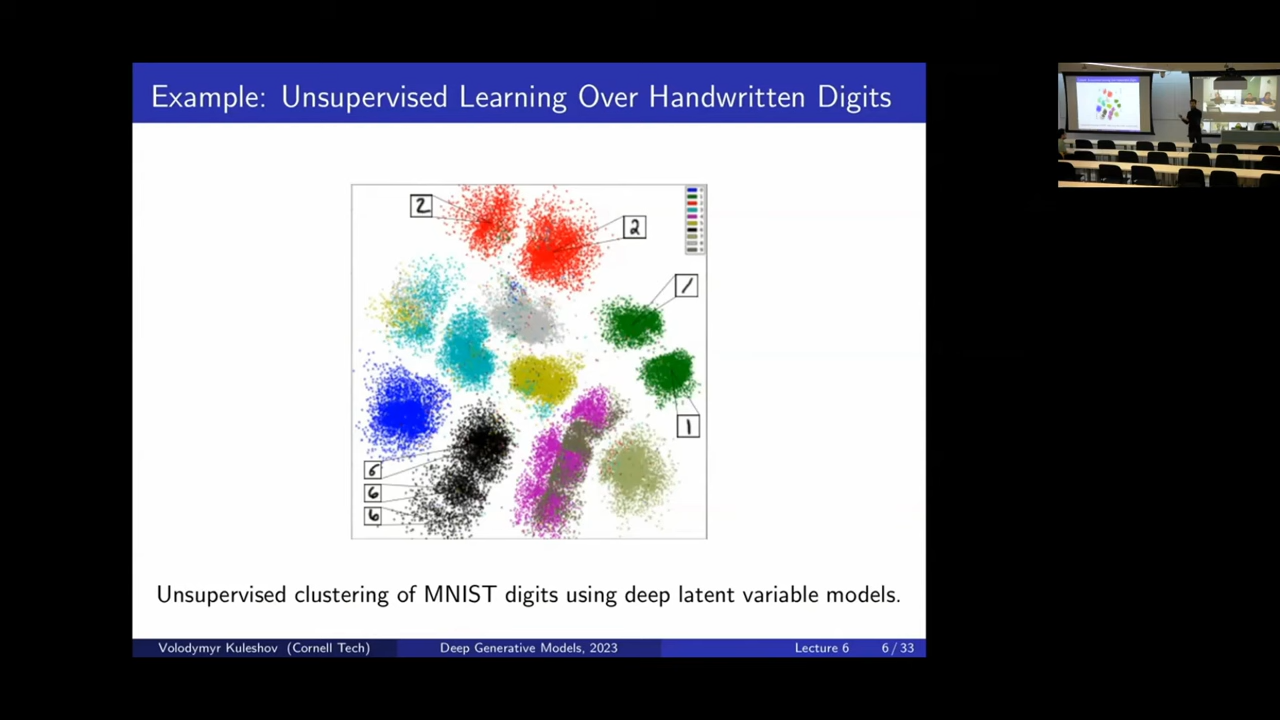 Example: Unsupervised Learning Over Handwritten Digits
2
2
1
1
6
6
6
Unsupervised clustering of MNIST digits using deep latent variable models.
Volodymyr Kuleshov (Cornell Tech) Deep Generative Models, 2023 Lecture 6 6 / 33